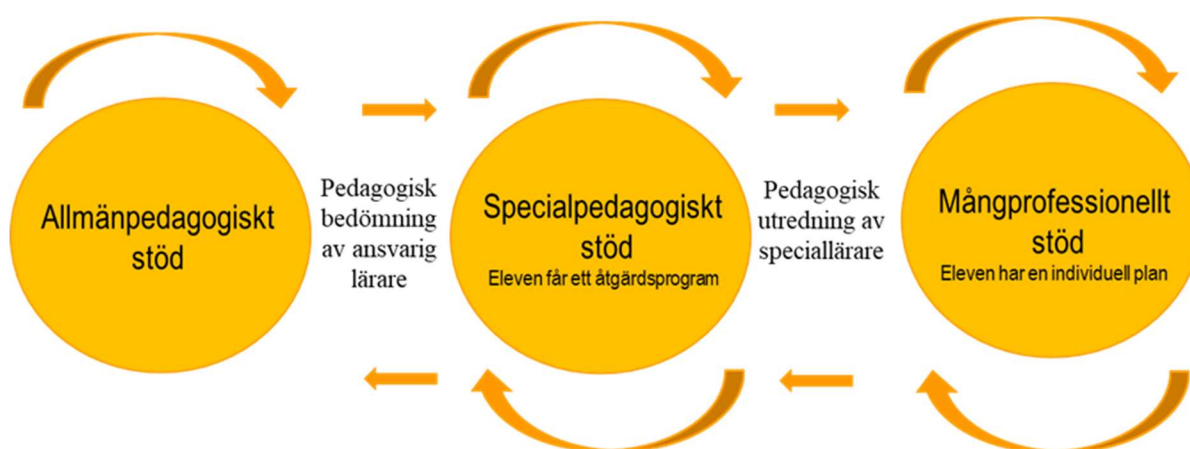 Allmänpedagogiskt
stöd
Pedagogisk
bedömning
av ansvarig
lärare
Specialpedagogiskt
stöd
Eleven får ett åtgärdsprogram
Pedagogisk
utredning av
speciallärare
Mångprofessionellt
stöd
Eleven har en individuell plan